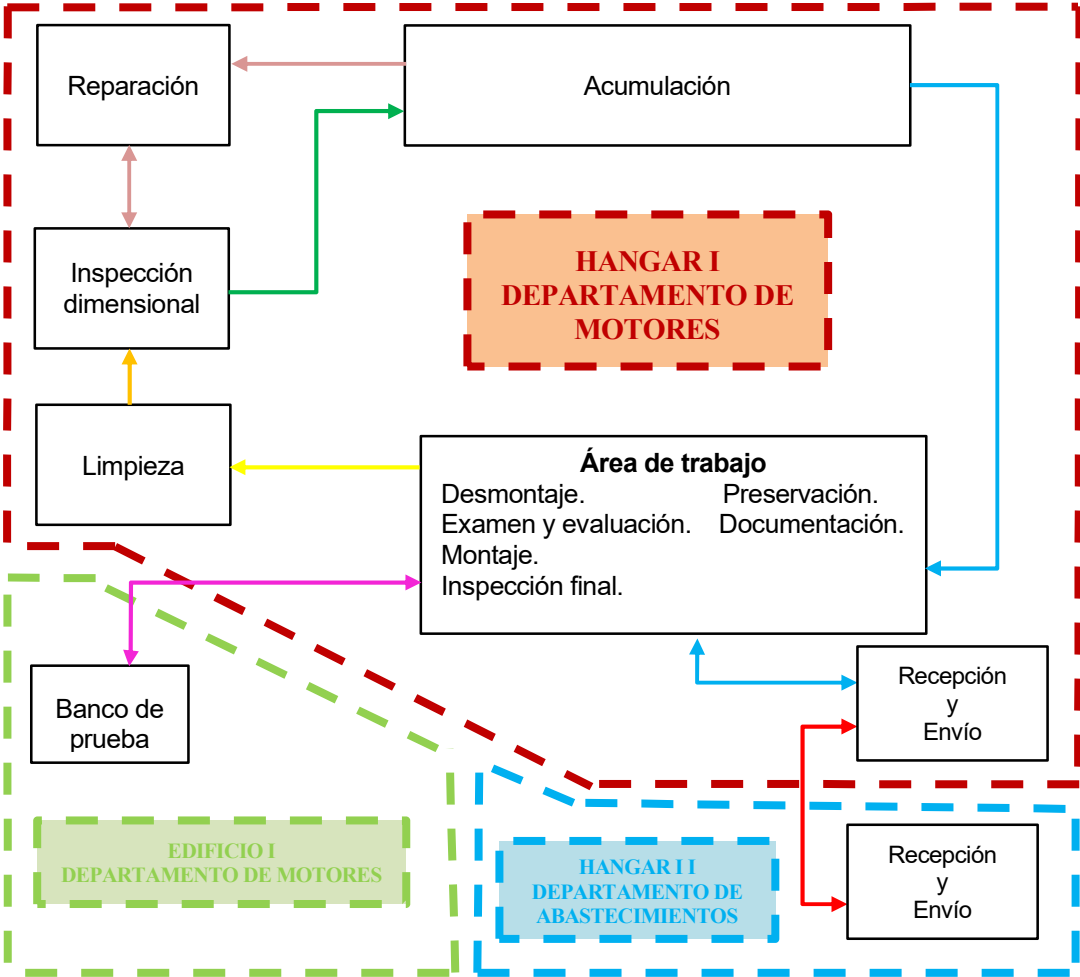 Reparación
Acumulación
Inspección
dimensional
HANGAR I
DEPARTAMENTO DE
MOTORES
Limpieza
Área de trabajo
Desmontaje. Preservación.
Examen y evaluación. Documentación.
Montaje.
Inspección final.
Banco de
prueba
Recepción
y
Envío
EDIFICIO I
DEPARTAMENTO DE MOTORES
HANGAR I I
DEPARTAMENTO DE
ABASTECIMIENTOS
Recepción
y
Envío